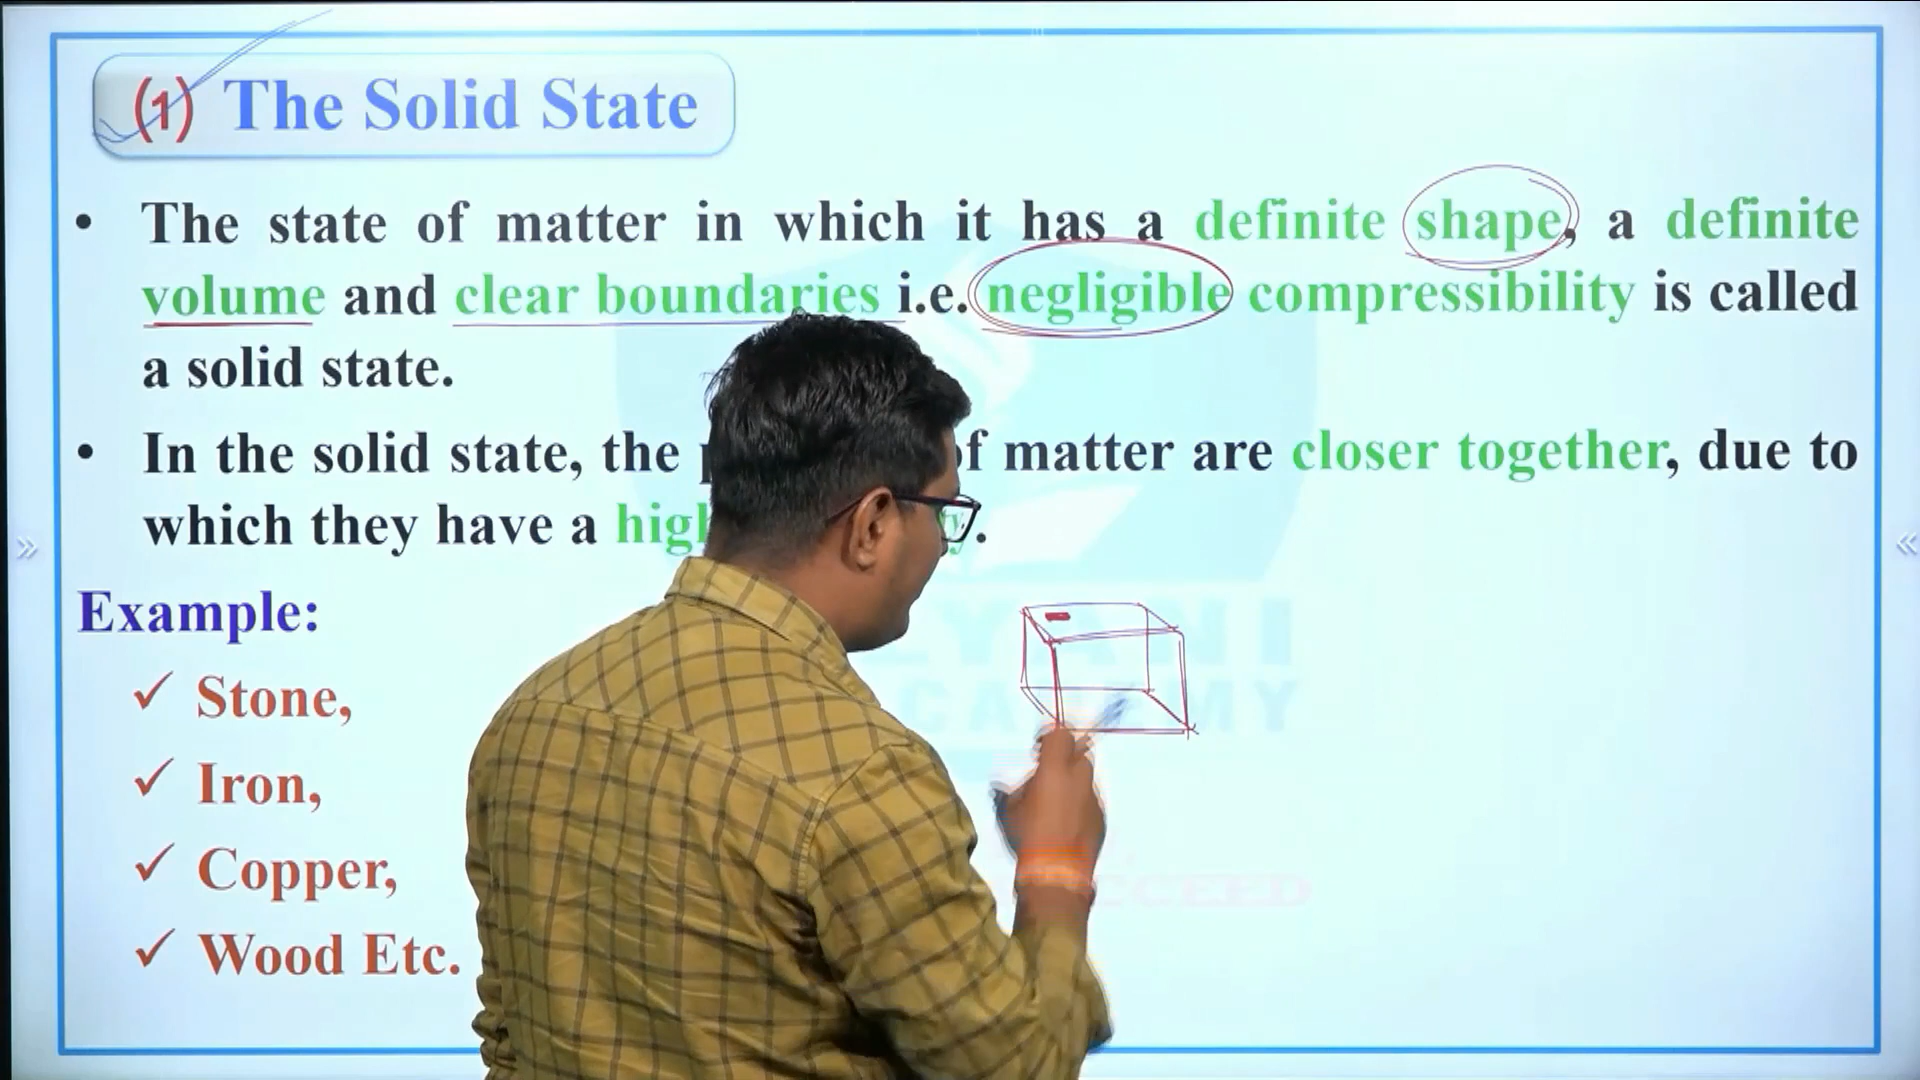 (1) The Solid State
• The state of matter in which it has a definite shape, a definite
volume and clear boundaries i.e. negligible compressibility is called
a solid state.
• In the solid state, the of matter are closer together, due to
which they have a
Example:
✓ Stone,
✓ Iron,
✓ Copper,
✓ Wood Etc.